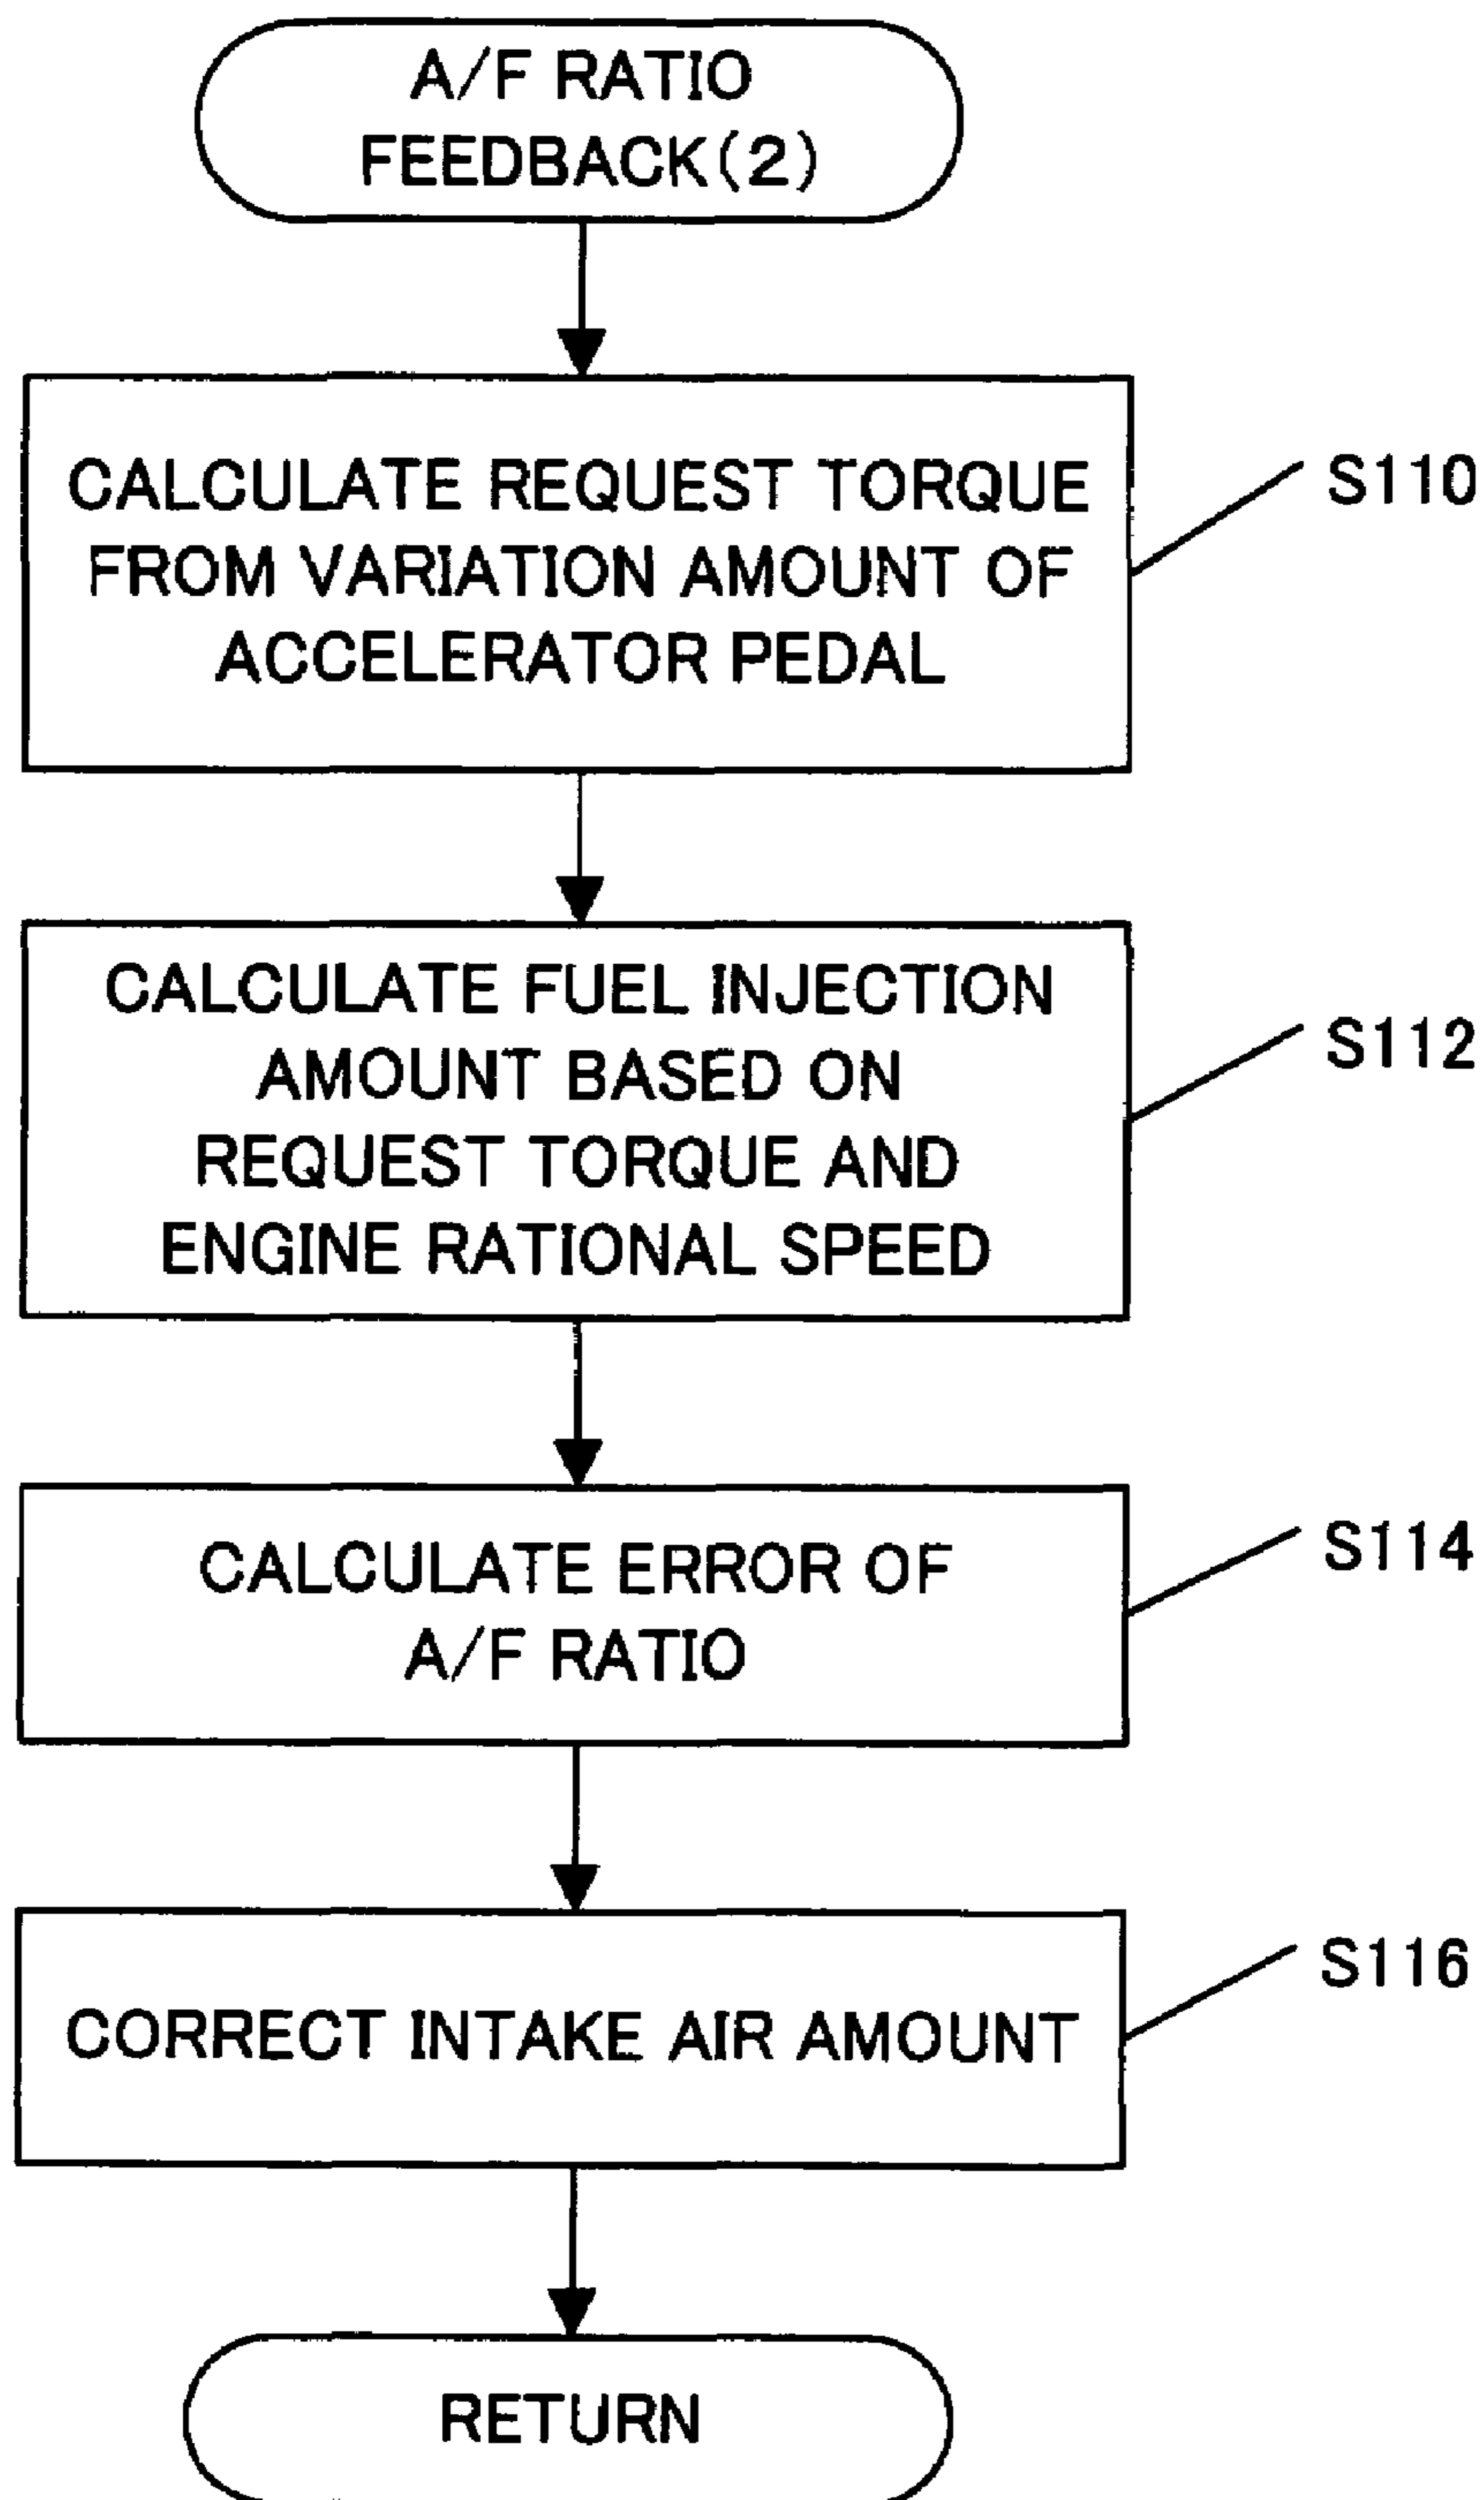 A/F RATIO
FEEDBACK(2)
CALCULATE REQUEST TORQUE
FROM VARIATION AMOUNT OF
ACCELERATOR PEDAL
S110
CALCULATE FUEL INJECTION
AMOUNT BASED ON
REQUEST TORQUE AND
ENGINE RATIONAL SPEED
S112
CALCULATE ERROR OF
A/F RATIO
S114
CORRECT INTAKE AIR AMOUNT
S116
RETURN